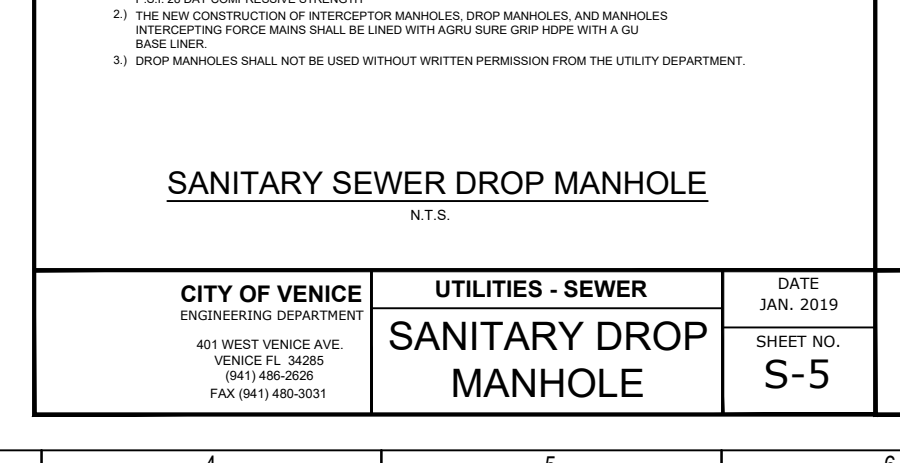 P.S.I. 28 DAY COMPRESSIVE STRENGTH
2.) THE NEW CONSTRUCTION OF INTERCEPTOR MANHOLES, DROP MANHOLES, AND MANHOLES
INTERCEPTING FORCE MAINS SHALL BE LINED WITH AGRU SURE GRIP HDPE WITH A GU
BASE LINER.
3.) DROP MANHOLES SHALL NOT BE USED WITHOUT WRITTEN PERMISSION FROM THE UTILITY DEPARTMENT.
SANITARY SEWER DROP MANHOLE
N.T.S.
CITY OF VENICE
ENGINEERING DEPARTMENT
401 WEST VENICE AVE.
VENICE FL 34285
(941) 486-2626
FAX (941) 480-3031
UTILITIES - SEWER
SANITARY DROP
MANHOLE
DATE
JAN. 2019
SHEET NO.
S-5
4 5 6